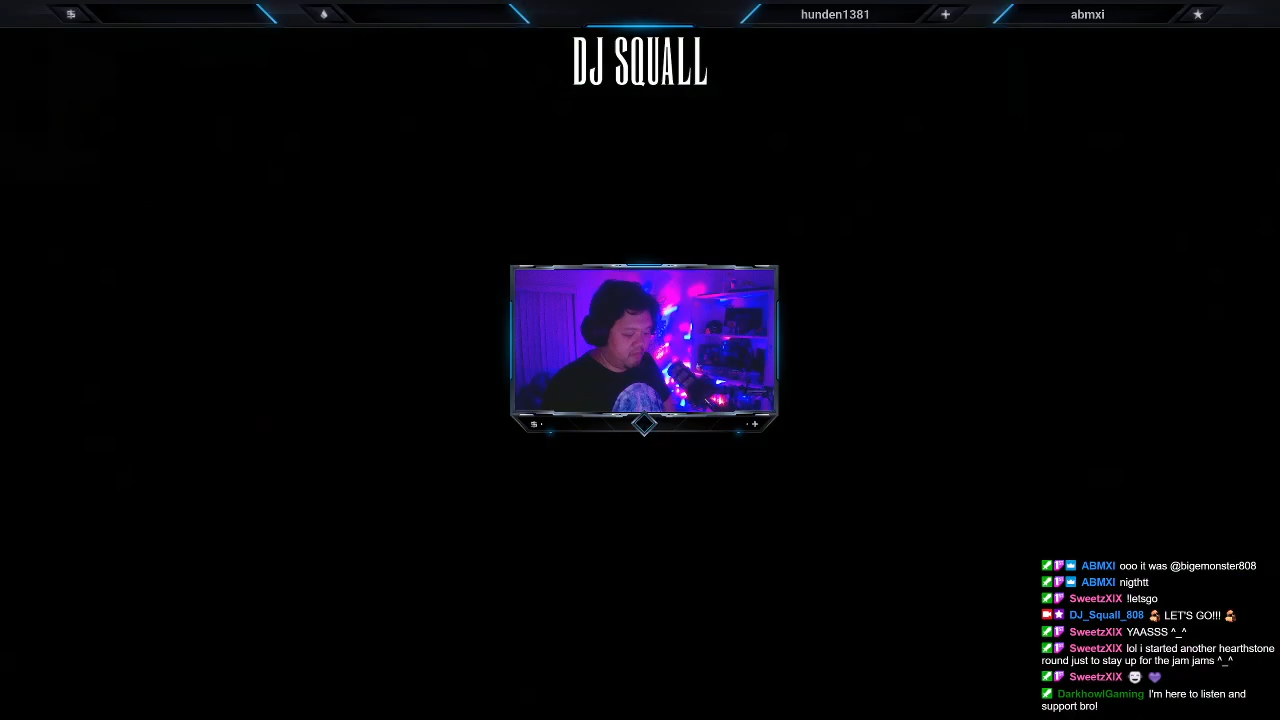 hunden1381
abmxi
DJ SQUALL
ABMXI ooo it was @bigemonster808
ABMXI nigthtt
SweetzXIX !letsgo
DJ_Squall_808 LET'S GO!!!
SweetzXIX YAASSS ^_^
SweetzXIX lol i started another hearthstone
round just to stay up for the jam jams ^_^
SweetzXIX
DarkhowlGaming I'm here to listen and
support bro!